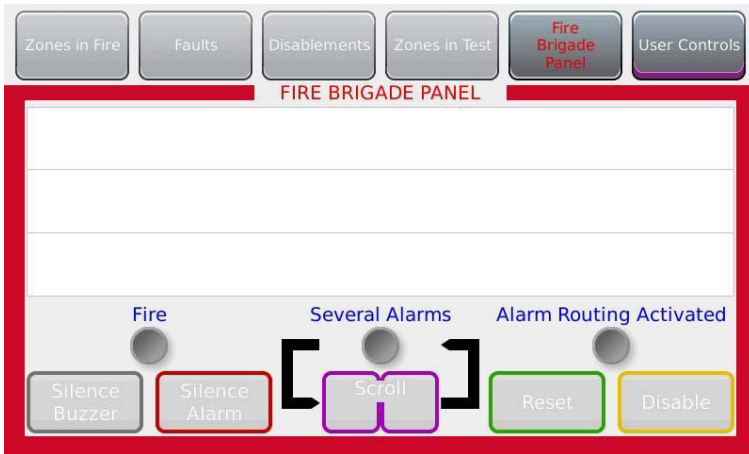 Zones in Fire
Faults
Disablements
Zones in Test
Fire
Brigade
Panel
User Controls
FIRE BRIGADE PANEL
Fire
Several Alarms
Alarm Routing Activated
Silence
Buzzer
Silence
Alarm
Scroll
Reset
Disable